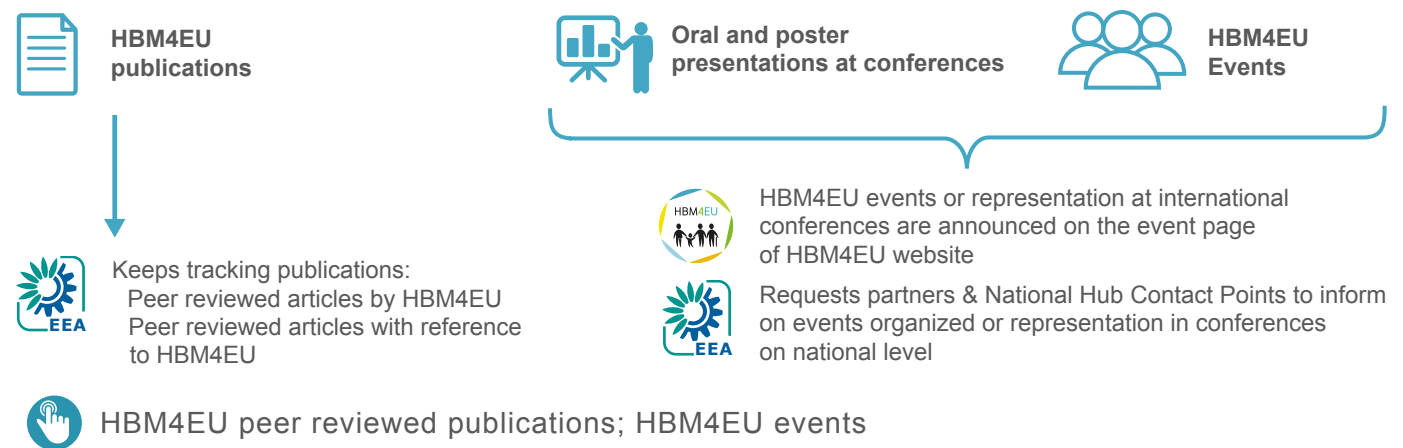 HBM4EU
publications
Oral and poster
presentations at conferences
HBM4EU
Events
EEA
Keeps tracking publications:
Peer reviewed articles by HBM4EU
Peer reviewed articles with reference
to HBM4EU
HBM4EU
HBM4EU events or representation at international
conferences are announced on the event page
of HBM4EU website
EEA
Requests partners & National Hub Contact Points to inform
on events organized or representation in conferences
on national level
HBM4EU peer reviewed publications; HBM4EU events